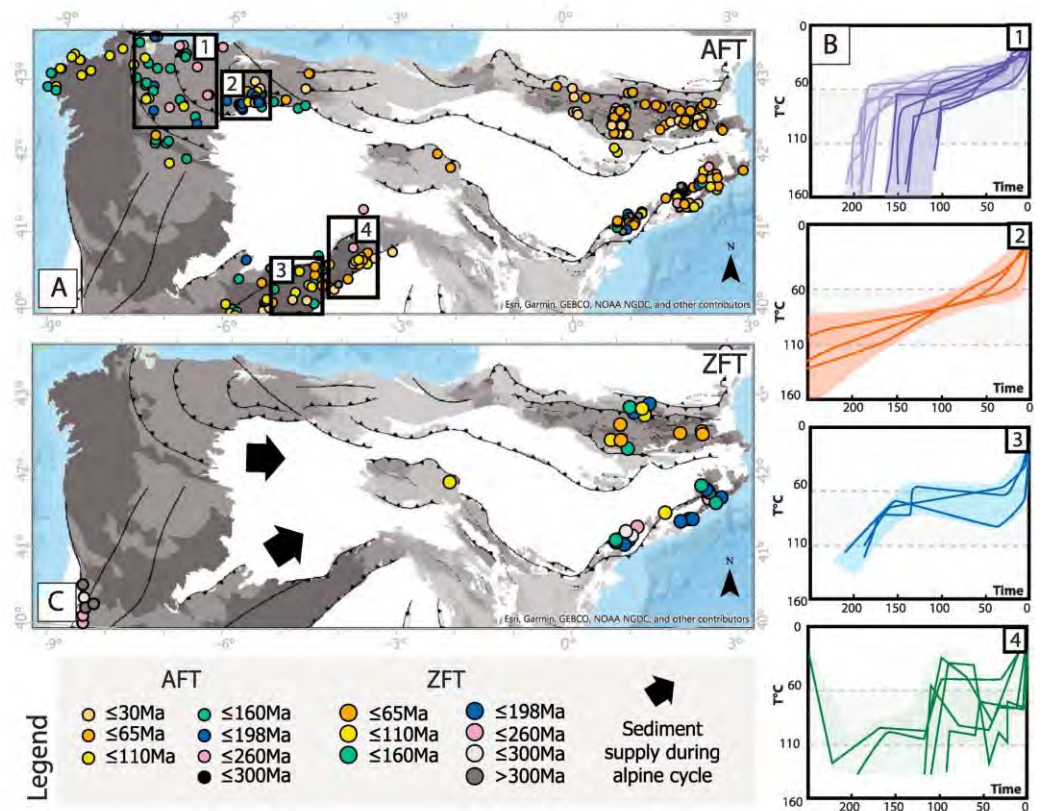 -9° -6° -3° 0° 3°
AFT
1
2
3
4
A
43°
42°
41°
40°
43°
42°
41°
40°
N
Esri, Garmin, GEBCO, NOAA NGDC, and other contributors
-9° -6° -3° 0° 3°
ZFT
43°
42°
41°
40°
43°
42°
41°
40°
C
N
Esri, Garmin, GEBCO, NOAA NGDC, and other contributors
-9° -6° -3° 0° 3°
B
1
0
60
110
160
T°C
Time
200 150 100 50 0
2
0
60
110
160
T°C
Time
200 150 100 50 0
3
0
60
110
160
T°C
Time
200 150 100 50 0
4
0
60
110
160
T°C
Time
200 150 100 50 0
Legend
AFT
≤30Ma
≤65Ma
≤110Ma
≤160Ma
≤198Ma
≤260Ma
≤300Ma
ZFT
≤65Ma
≤110Ma
≤160Ma
≤198Ma
≤260Ma
≤300Ma
>300Ma
Sediment
supply during
alpine cycle